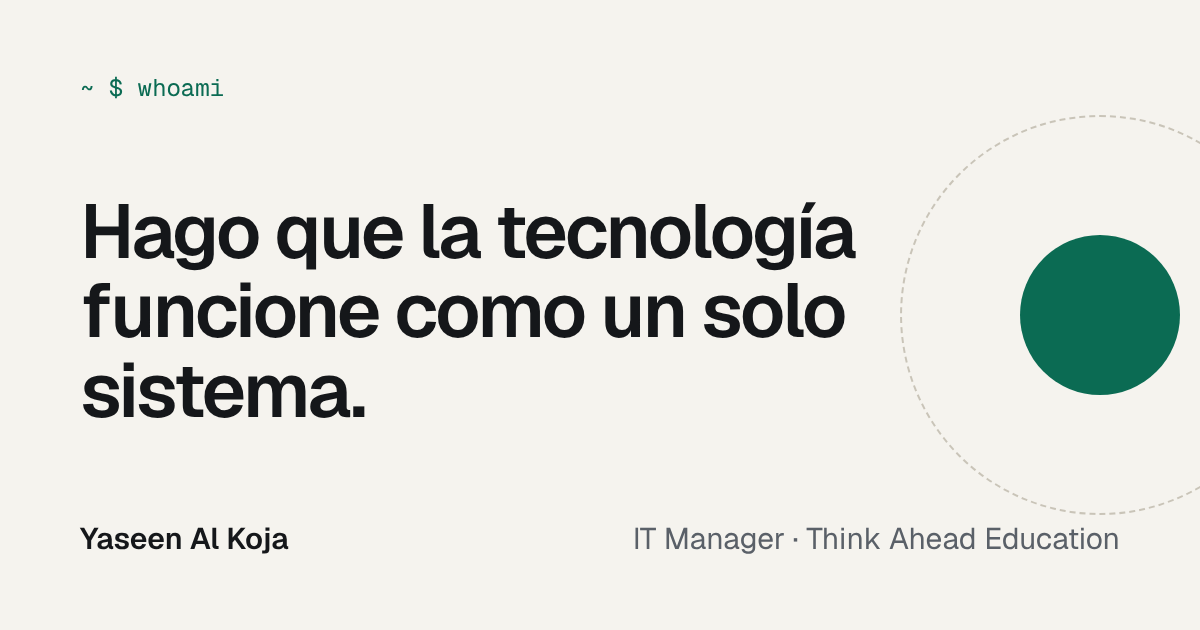 ~ $ whoami
Hago que la tecnología
funcione como un solo
sistema.
Yaseen Al Koja
IT Manager · Think Ahead Education